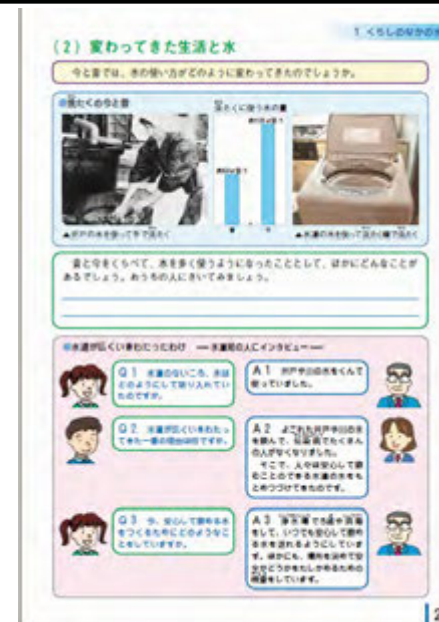 1 くらしのなかの水
(2) 変わってきた生活と水
今と昔では、水の使い方がどのように変わってきたのでしょうか。
洗たくの今と昔
洗たくに使う水の量
▲井戸の水を使って手で洗たく
▲水道の水を使って洗たく機で洗たく
昔と今をくらべて、水を多く使うようになったこととして、ほかにどんなことが
あるでしょう。おうちの人にきいてみましょう。
水道が広くいきわたったわけ ―水道局の人にインタビュー―
Q1 水道のないころ、水は
どのようにして取り入れてい
たのですか。
A1 井戸や川の水をくんで
使っていました。
Q2 水道が広くいきわたっ
てきた一番の理由は何ですか。
A2 よごれた井戸や川の水
を飲んで、伝染病でたくさん
の人がなくなりました。
そこで、人々は安心して飲
むことのできる水道の水をも
とめつづけてきたのです。
Q3 今、安心して飲める水
をつくるためにどのようなこ
とをしていますか。
A3 浄水場でろ過や消毒
をして、いつでも安心して飲め
る水を送れるようにしていま
す。ほかにも、場所を決めて安
全かどうかをたしかめるための
検査をしています。
2